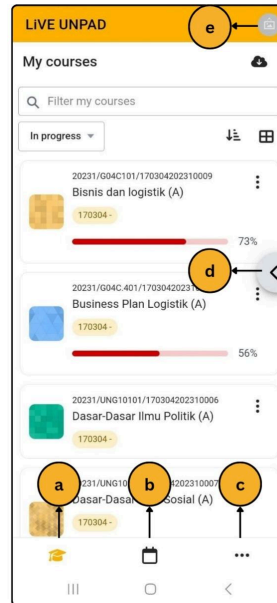 LiVE UNPAD
e
My courses
Filter my courses
In progress
20231/G04C101/170304202310009
Bisnis dan logistik (A)
170304 -
73%
d
Business Plan Logistik (A)
170304 -
56%
20231/UNG10101/170304202310006
Dasar-Dasar Ilmu Politik (A)
170304 -
a
b
c
170304 -